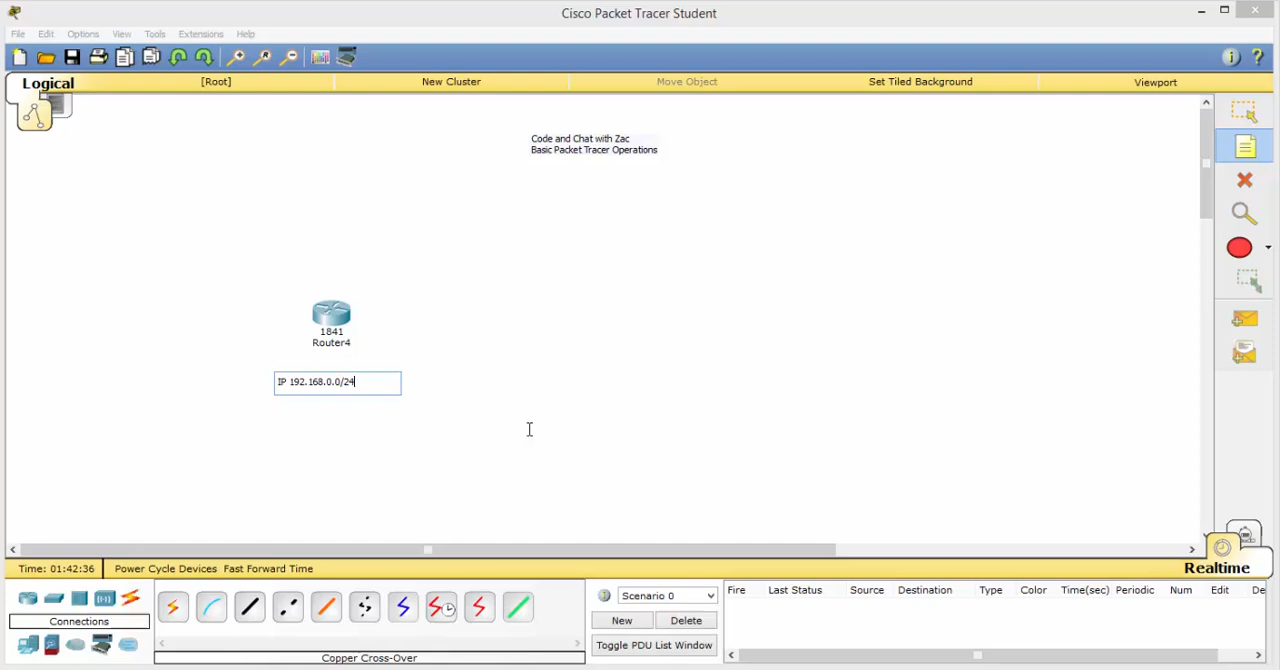 Cisco Packet Tracer Student
File Edit Options View Tools Extensions Help
Logical
[Root]
New Cluster
Move Object
Set Tiled Background
Viewport
Code and Chat with Zac
Basic Packet Tracer Operations
1841
Router4
IP 192.168.0.0/24
Time: 01:42:36
Power Cycle Devices Fast Forward Time
Realtime
Connections
Copper Cross-Over
Scenario 0
New
Delete
Toggle PDU List Window
Fire Last Status Source Destination Type Color Time(sec) Periodic Num Edit De